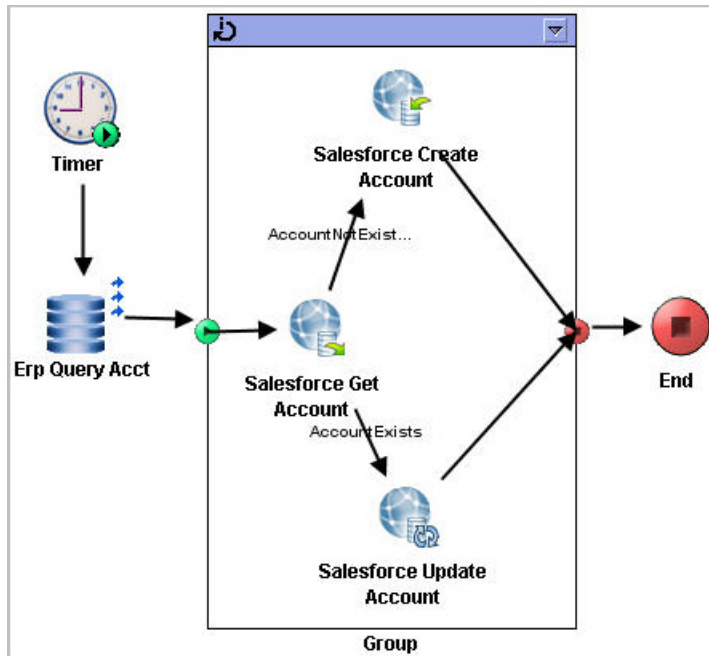 Timer
Erp Query Acct
Salesforce Create
Account
AccountNotExist...
Salesforce Get
Account
AccountExists
Salesforce Update
Account
Group
End